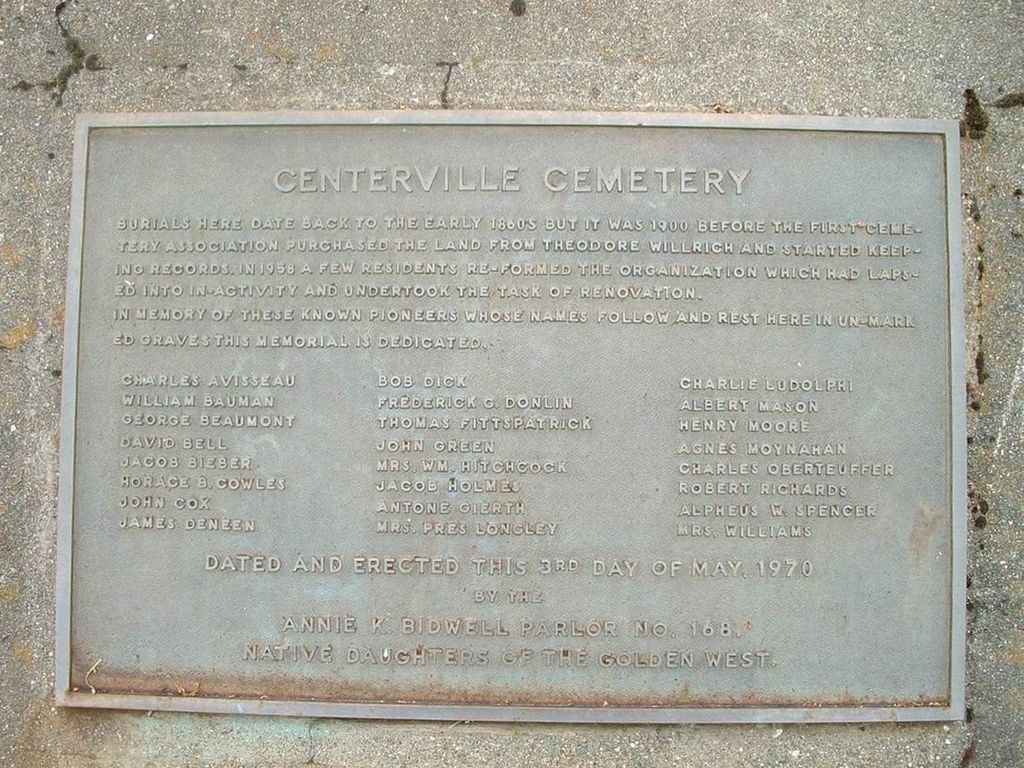 CENTERVILLE CEMETERY
BURIALS HERE DATE BACK TO THE EARLY 1860'S BUT IT WAS 1900, BEFORE THE FIRST CEME-
TERY ASSOCIATION PURCHASED THE LAND FROM THEODORE WILLRICH AND STARTED KEEP-
ING RECORDS. IN 1958 A FEW RESIDENTS RE-FORMED THE ORGANIZATION WHICH HAD LAPS-
ED INTO IN-ACTIVITY AND UNDERTOOK THE TASK OF RENOVATION.
IN MEMORY OF THESE KNOWN PIONEERS WHOSE NAMES FOLLOW AND REST HERE IN UN-MARK
ED GRAVES THIS MEMORIAL IS DEDICATED.
CHARLES AVISSEAU
WILLIAM BAUMAN
GEORGE BEAUMONT
DAVID BELL
JACOB BIEBER
HORACE B. COWLES
JOHN COX
JAMES DENEEN
BOB DICK
FREDERICK G. DONLIN
THOMAS FITTSPATRICK
JOHN GREEN
MRS. WM. HITCHCOCK
JACOB HOLMES
ANTONE GIERTH
MRS. PRES LONGLEY
CHARLIE LUDOLPHI
ALBERT MASON
HENRY MOORE
AGNES MOYNAHAN
CHARLES OBERTEUFFER
ROBERT RICHARDS
ALPHEUS W. SPENCER
MRS. WILLIAMS
DATED AND ERECTED THIS 3RD DAY OF MAY, 1970
BY THE
ANNIE K. BIDWELL PARLOR NO. 168.
NATIVE DAUGHTERS OF THE GOLDEN WEST.